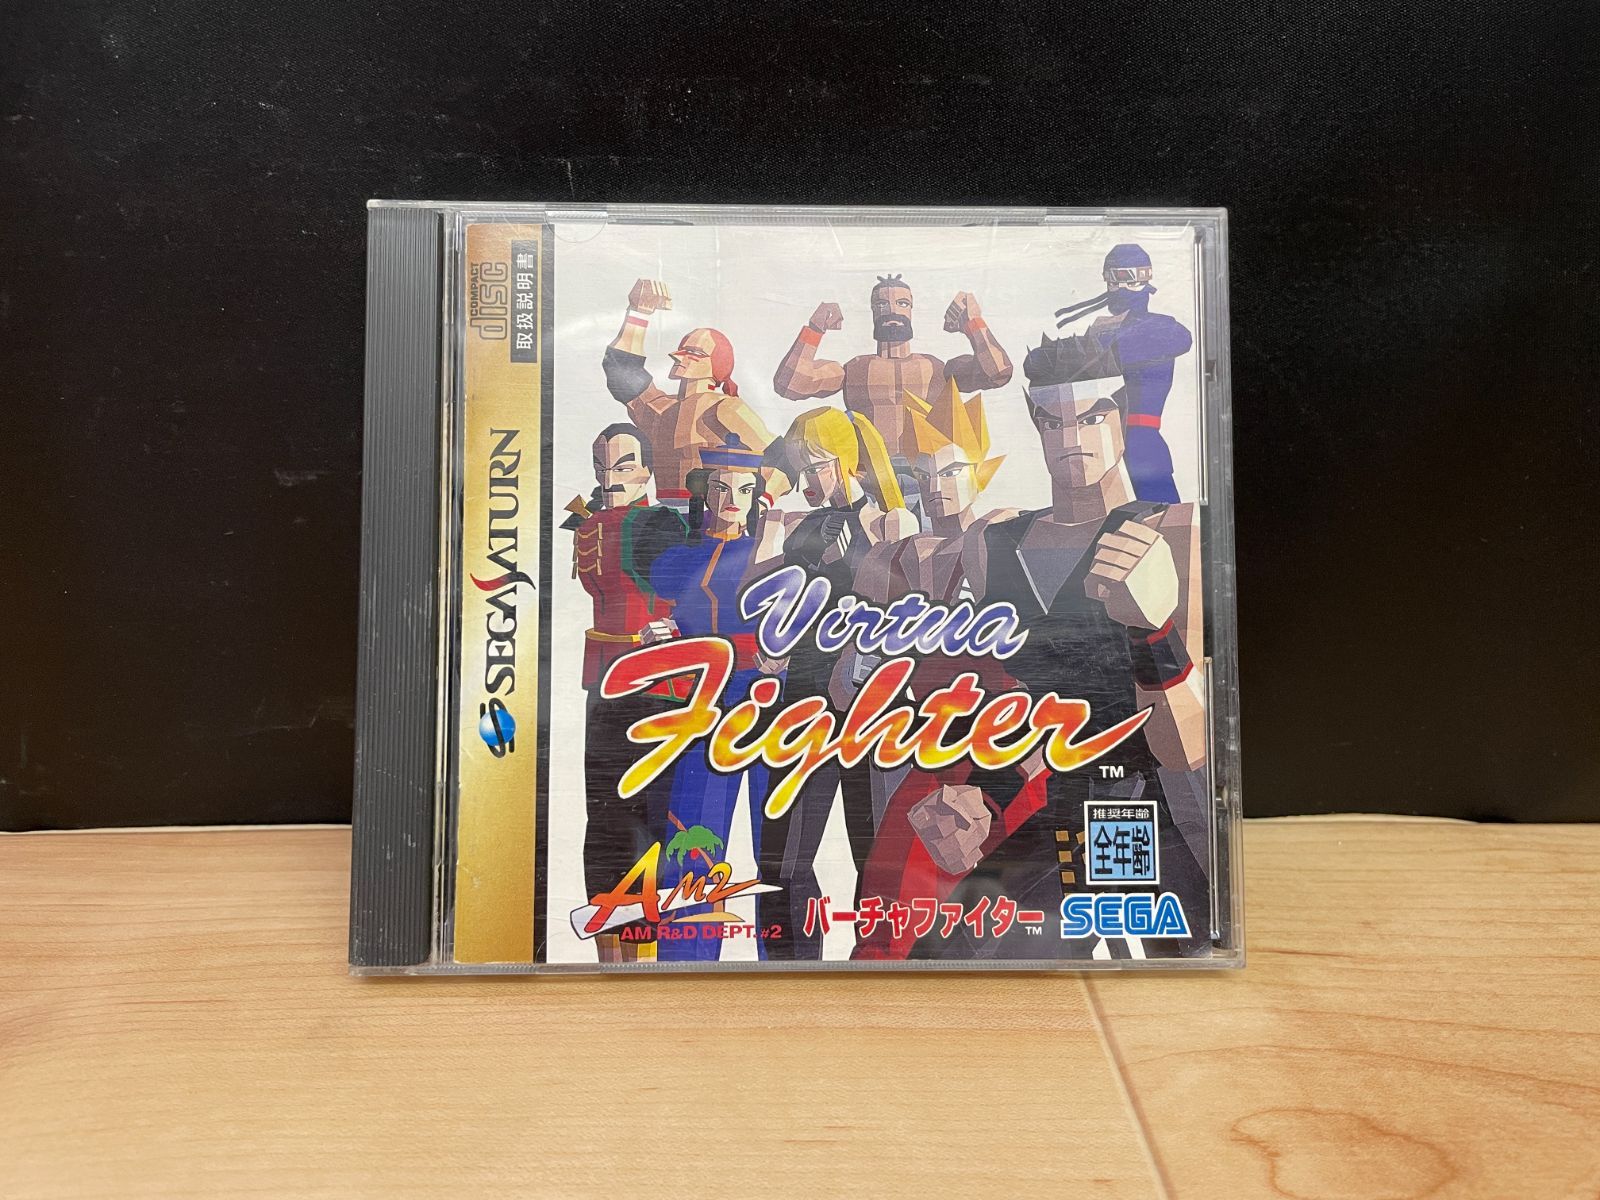 COMPACT
disc
取扱説明書
SEGA SATURN
Virtua
Fighter
TM
推奨年齢
全年齢
AM2
AM R&D DEPT. #2
バーチャファイター TM
SEGA